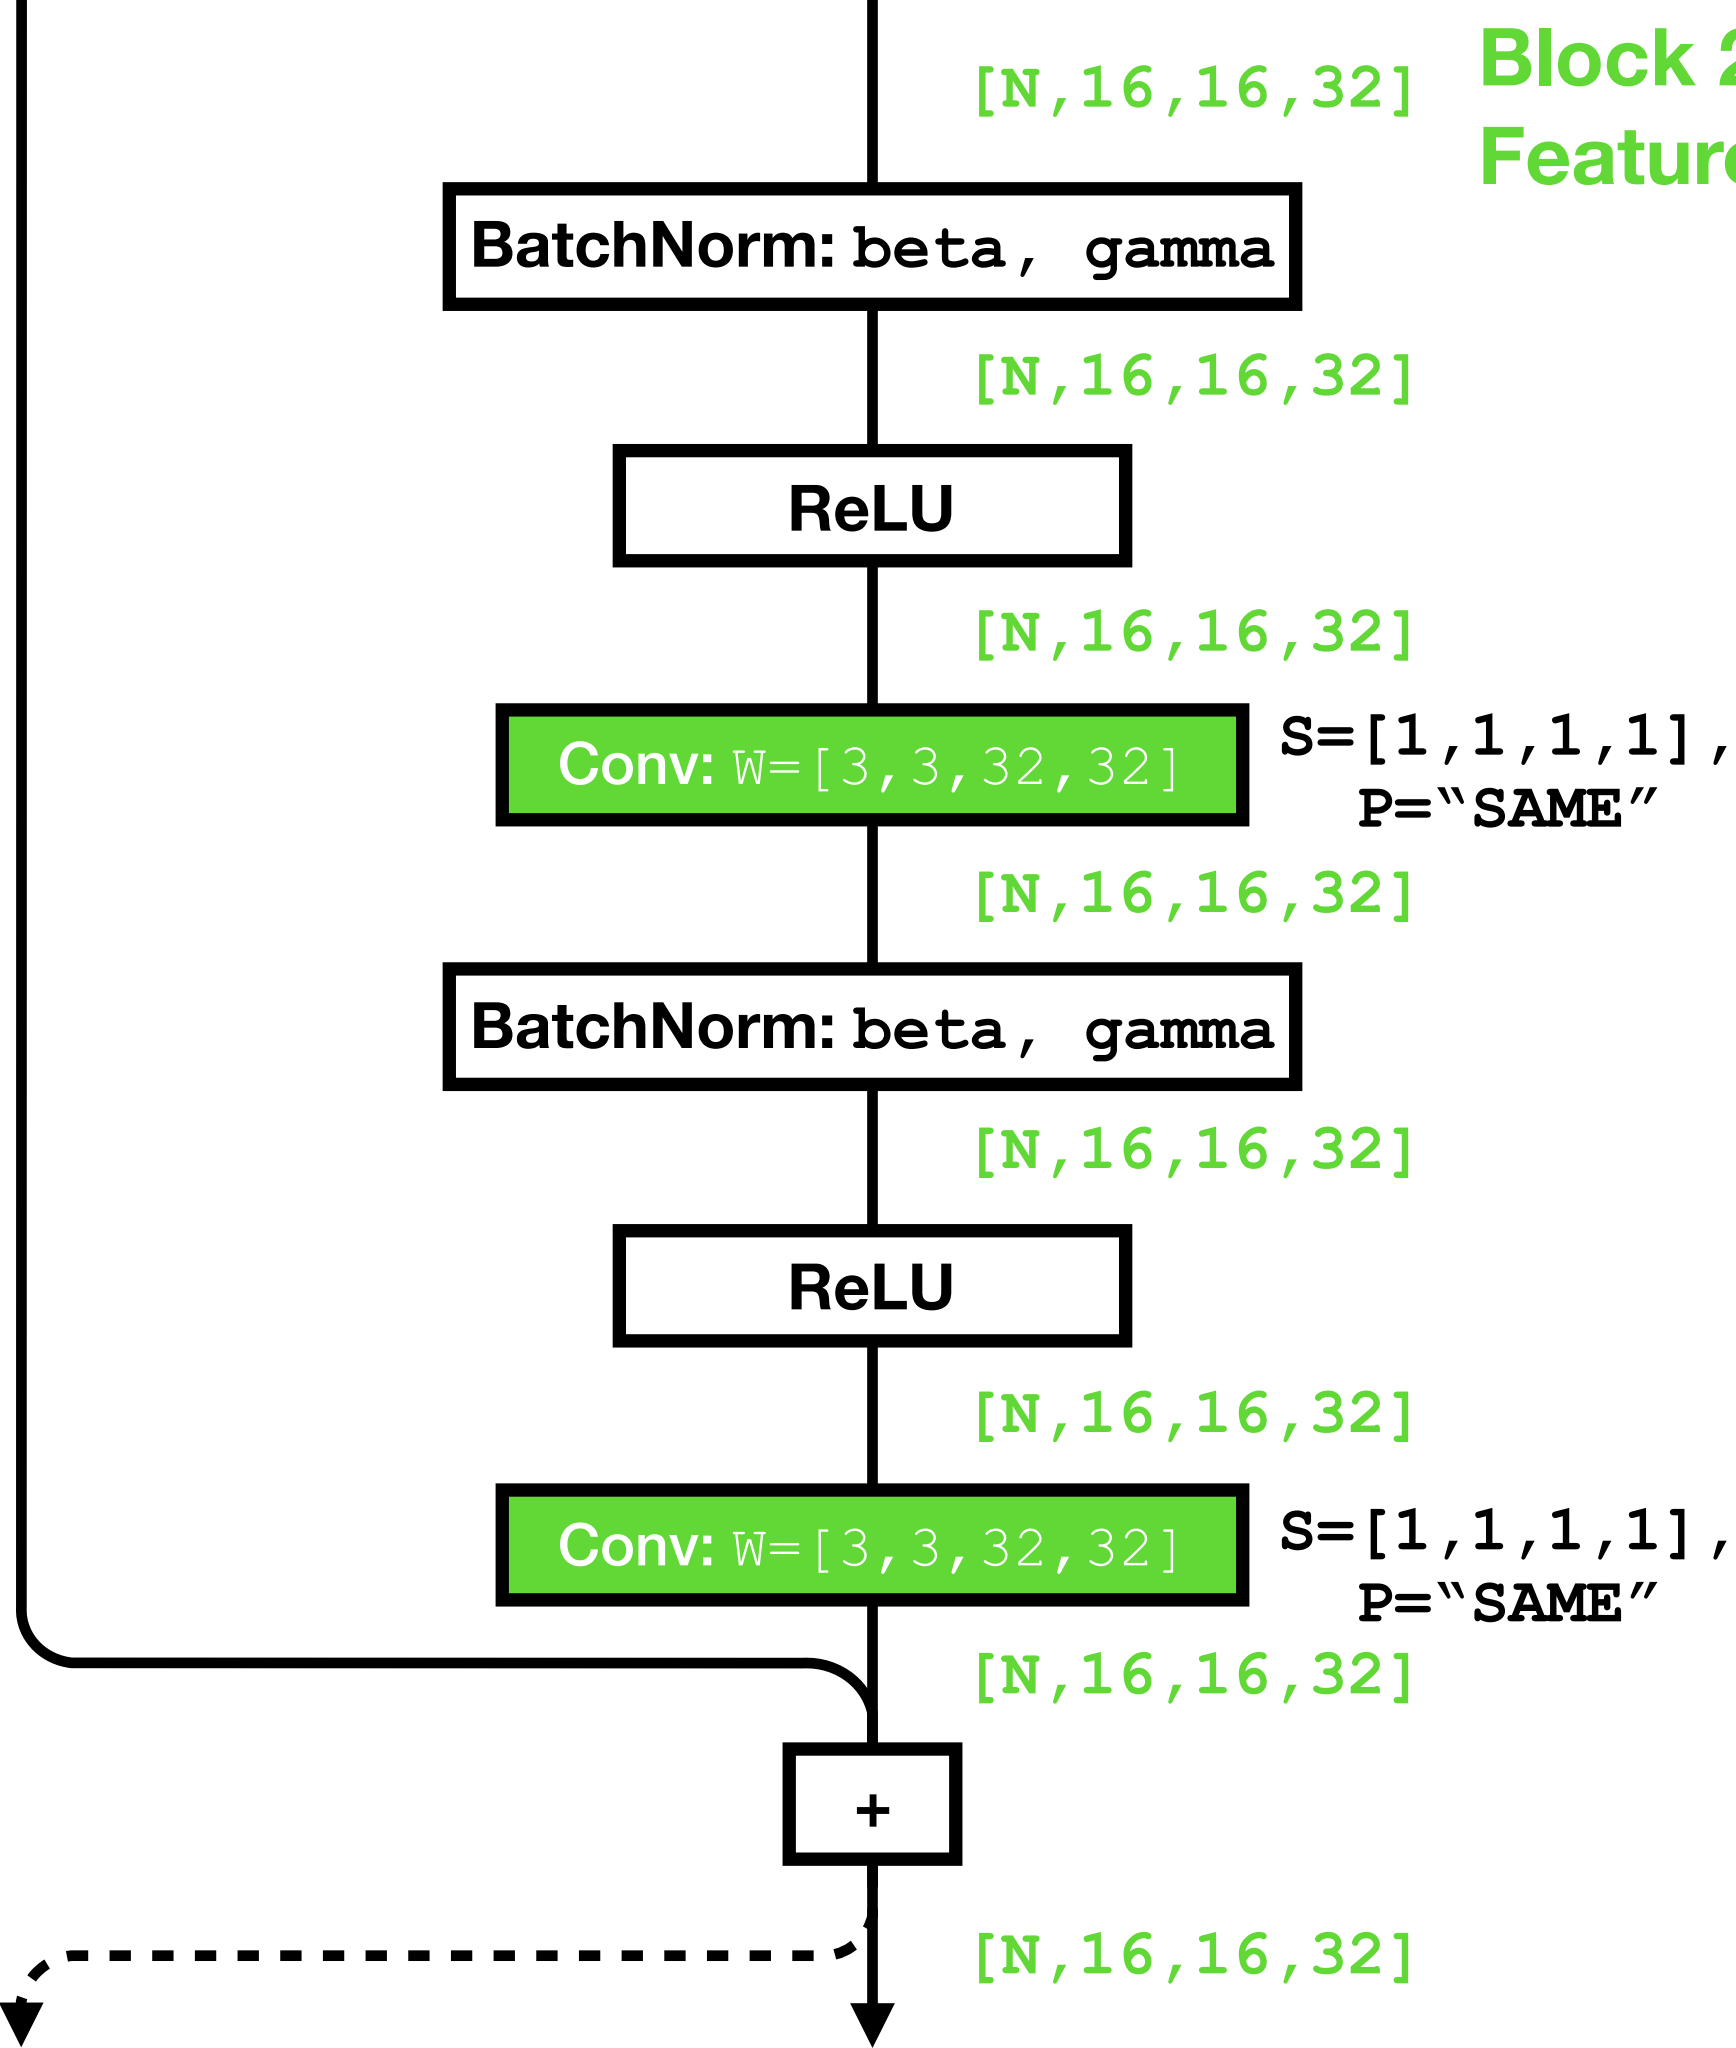 [N,16,16,32]
Block 2
Feature
BatchNorm: beta, gamma
[N,16,16,32]
ReLU
[N,16,16,32]
Conv: W=[3,3,32,32]
S=[1,1,1,1],
P=“SAME”
[N,16,16,32]
BatchNorm: beta, gamma
[N,16,16,32]
ReLU
[N,16,16,32]
Conv: W=[3,3,32,32]
S=[1,1,1,1],
P=“SAME”
[N,16,16,32]
+
[N,16,16,32]